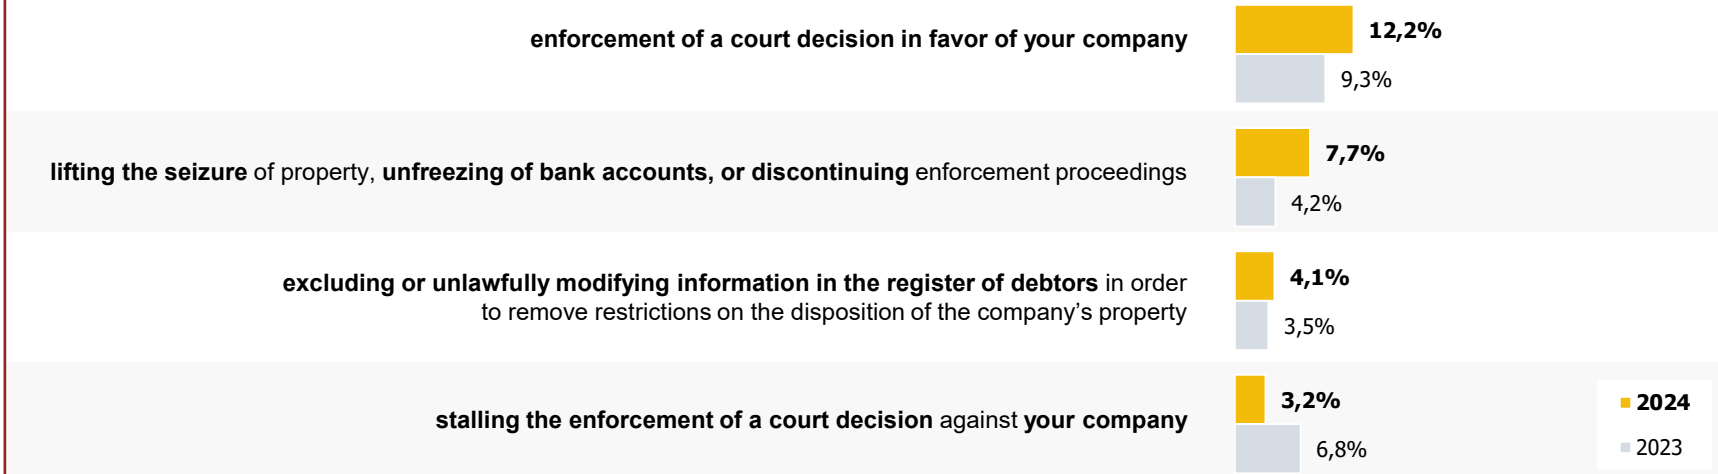 enforcement of a court decision in favor of your company
12,2%
9,3%
lifting the seizure of property, unfreezing of bank accounts, or discontinuing enforcement proceedings
7,7%
4,2%
excluding or unlawfully modifying information in the register of debtors in order
to remove restrictions on the disposition of the company's property
4,1%
3,5%
stalling the enforcement of a court decision against your company
3,2%
6,8%
2024
2023